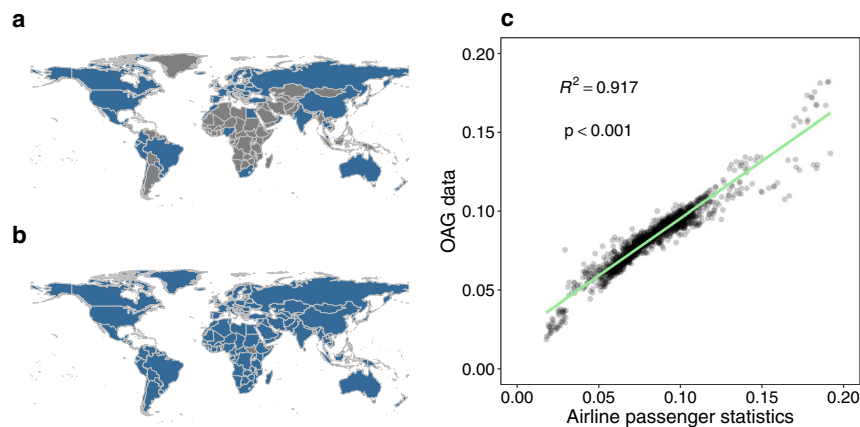 a
b
c
R² = 0.917
p < 0.001
OAG data
0.20
0.15
0.10
0.05
0.00
0.00 0.05 0.10 0.15 0.20
Airline passenger statistics